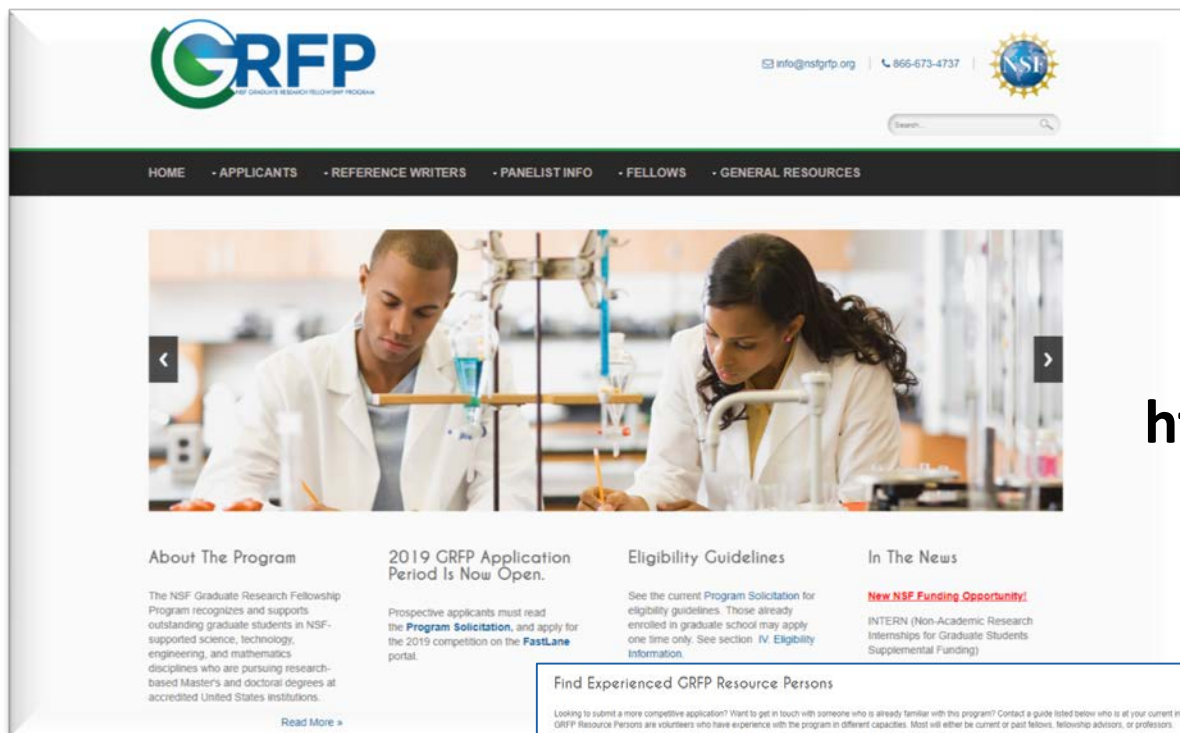 GRFP
NSF GRADUATE RESEARCH FELLOWSHIP PROGRAM
info@nsfgrfp.org
866-673-4737
NSF
Search...
HOME
- APPLICANTS
- REFERENCE WRITERS
- PANELIST INFO
- FELLOWS
- GENERAL RESOURCES
ht
About The Program
The NSF Graduate Research Fellowship
Program recognizes and supports
outstanding graduate students in NSF-
supported science, technology,
engineering, and mathematics
disciplines who are pursuing research-
based Master's and doctoral degrees at
accredited United States institutions.
Read More »
2019 GRFP Application
Period Is Now Open.
Prospective applicants must read
the Program Solicitation, and apply for
the 2019 competition on the FastLane
portal.
Eligibility Guidelines
See the current Program Solicitation for
eligibility guidelines. Those already
enrolled in graduate school may apply
one time only. See section IV. Eligibility
Information.
In The News
New NSF Funding Opportunity!
INTERN (Non-Academic Research
Internships for Graduate Students
Supplemental Funding)
Find Experienced GRFP Resource Persons
Looking to submit a more competitive application? Want to get in touch with someone who is already familiar with this program? Contact a guide listed below who is at your current in
GRFP Resource Persons are volunteers who have experience with the program in different capacities. Most will either be current or past fellows, fellowship advisors, or professors.